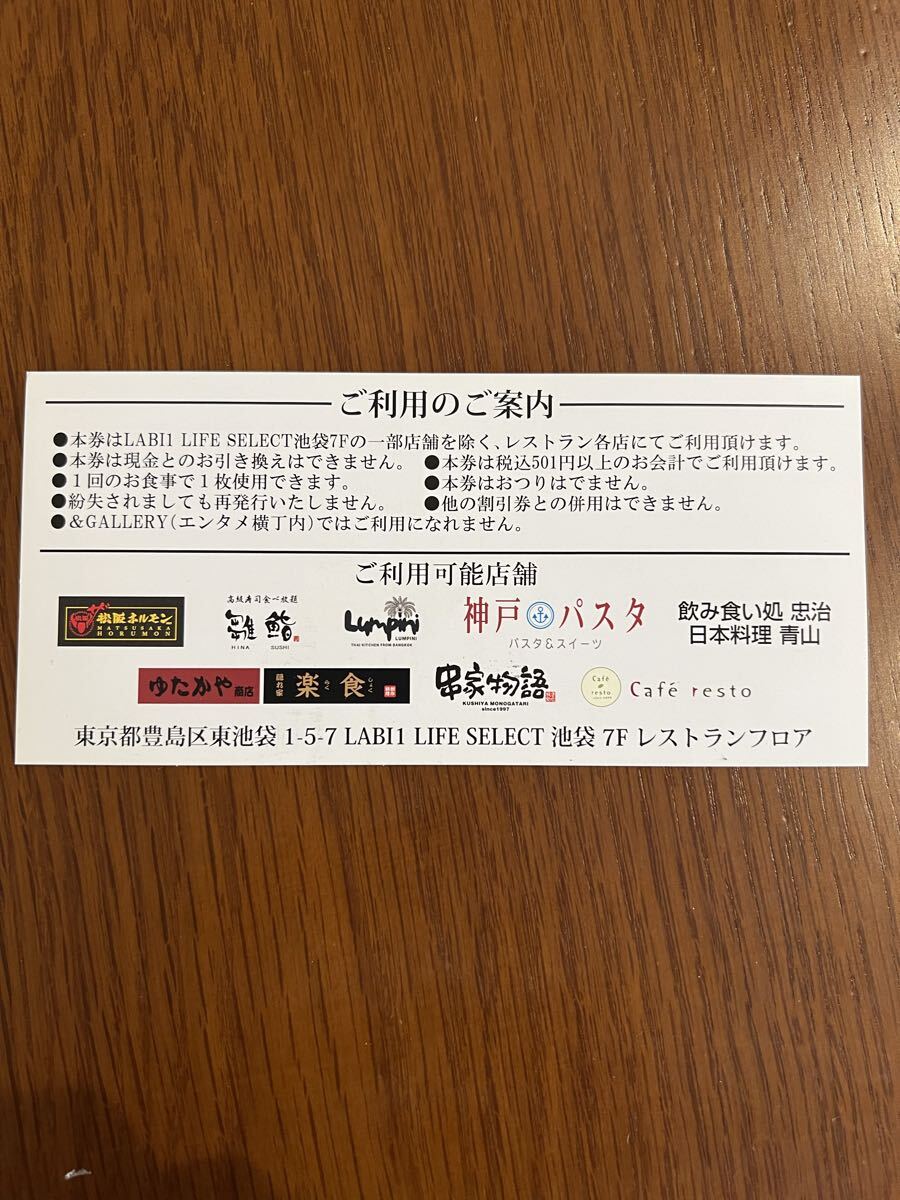 ご利用のご案内
●本券はLABI1 LIFE SELECT池袋7Fの一部店舗を除く、レストラン各店にてご利用頂けます。
●本券は現金とのお引き換えはできません。 ●本券は税込501円以上のお会計でご利用頂けます。
●１回のお食事で１枚使用できます。 ●本券はおつりはでません。
●紛失されましても再発行いたしません。 ●他の割引券との併用はできません。
●＆GALLERY（エンタメ横丁内）ではご利用になれません。
ご利用可能店舗
松阪ホルモン
MATSUSAKA
HORUMON
高級寿司食べ放題
雛鮨
HINA SUSHI
Lumpini
LUMPINI
THAI KITCHEN FROM BANGKOK
神戸パスタ
パスタ＆スイーツ
飲み食い処 忠治
日本料理 青山
ゆたかや商店
隠れ家 楽食 らくしょく
串家物語
KUSHIYA MONOGATARI
since1997
Café resto
Café resto
東京都豊島区東池袋 1-5-7 LABI1 LIFE SELECT 池袋 7F レストランフロア